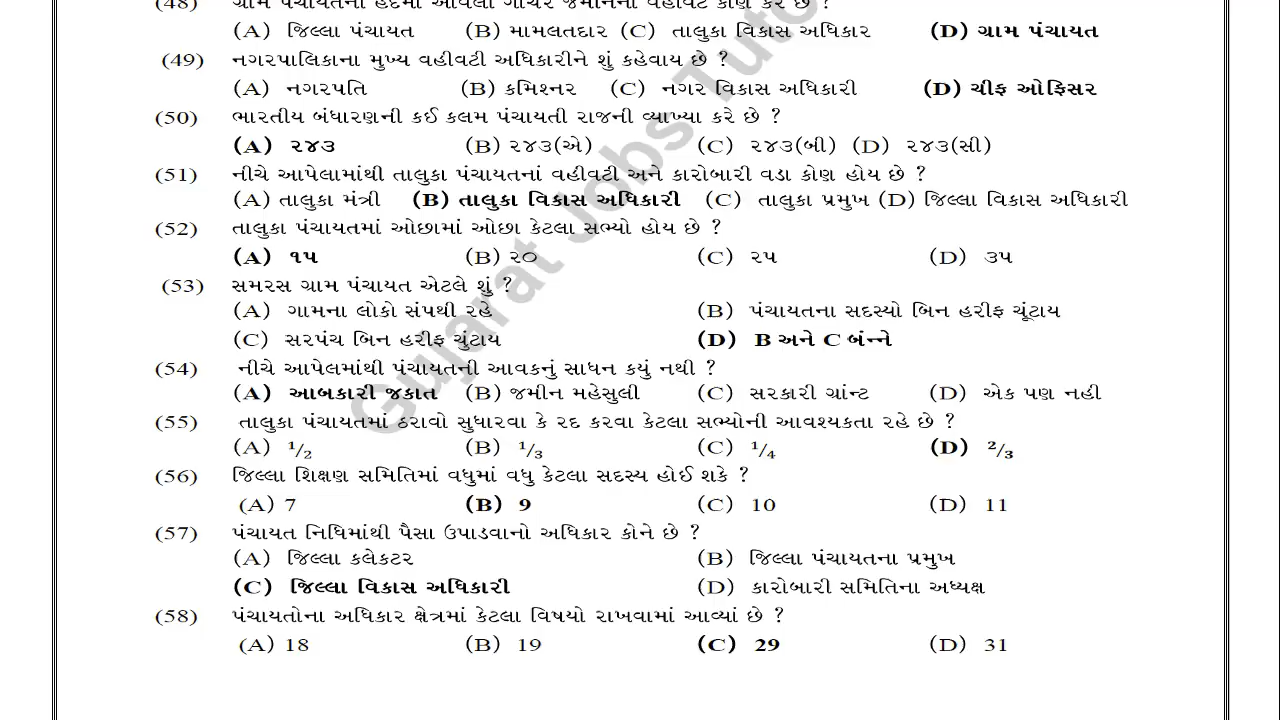 (48) ગ્રામ પંચાયતની હદમાં આવેલી ગૌચર જમીનનો વહીવટ કોણ કરે છે ?
(A) જિલ્લા પંચાયત (B) મામલતદાર (C) તાલુકા વિકાસ અધિકાર (D) ગ્રામ પંચાયત
(49) નગરપાલિકાના મુખ્ય વહીવટી અધિકારીને શું કહેવાય છે ?
(A) નગરપતિ (B) કમિશ્નર (C) નગર વિકાસ અધિકારી (D) ચીફ ઓફિસર
(50) ભારતીય બંધારણની કઈ કલમ પંચાયતી રાજની વ્યાખ્યા કરે છે ?
(A) ૨૪૩ (B) ૨૪૩(એ) (C) ૨૪૩(બી) (D) ૨૪૩(સી)
(51) નીચે આપેલામાંથી તાલુકા પંચાયતનાં વહીવટી અને કારોબારી વડા કોણ હોય છે ?
(A) તાલુકા મંત્રી (B) તાલુકા વિકાસ અધિકારી (C) તાલુકા પ્રમુખ (D) જિલ્લા વિકાસ અધિકારી
(52) તાલુકા પંચાયતમાં ઓછામાં ઓછા કેટલા સભ્યો હોય છે ?
(A) ૧૫ (B) ૨૦ (C) ૨૫ (D) ૩૫
(53) સમરસ ગ્રામ પંચાયત એટલે શું ?
(A) ગામના લોકો સંપથી રહે (B) પંચાયતના સદસ્યો બિન હરીફ ચૂંટાય
(C) સરપંચ બિન હરીફ ચુંટાય (D) B અને C બંન્ને
(54) નીચે આપેલમાંથી પંચાયતની આવકનું સાધન કયું નથી ?
(A) આબકારી જકાત (B) જમીન મહેસુલી (C) સરકારી ગ્રાંન્ટ (D) એક પણ નહી
(55) તાલુકા પંચાયતમાં ઠરાવો સુધારવા કે રદ કરવા કેટલા સભ્યોની આવશ્યકતા રહે છે ?
(A) 1/2 (B) 1/3 (C) 1/4 (D) 2/3
(56) જિલ્લા શિક્ષણ સમિતિમાં વધુમાં વધુ કેટલા સદસ્ય હોઈ શકે ?
(A) 7 (B) 9 (C) 10 (D) 11
(57) પંચાયત નિધિમાંથી પૈસા ઉપાડવાનો અધિકાર કોને છે ?
(A) જિલ્લા કલેકટર (B) જિલ્લા પંચાયતના પ્રમુખ
(C) જિલ્લા વિકાસ અધિકારી (D) કારોબારી સમિતિના અધ્યક્ષ
(58) પંચાયતોના અધિકાર ક્ષેત્રમાં કેટલા વિષયો રાખવામાં આવ્યાં છે ?
(A) 18 (B) 19 (C) 29 (D) 31
Gujarat Jobs Tuto